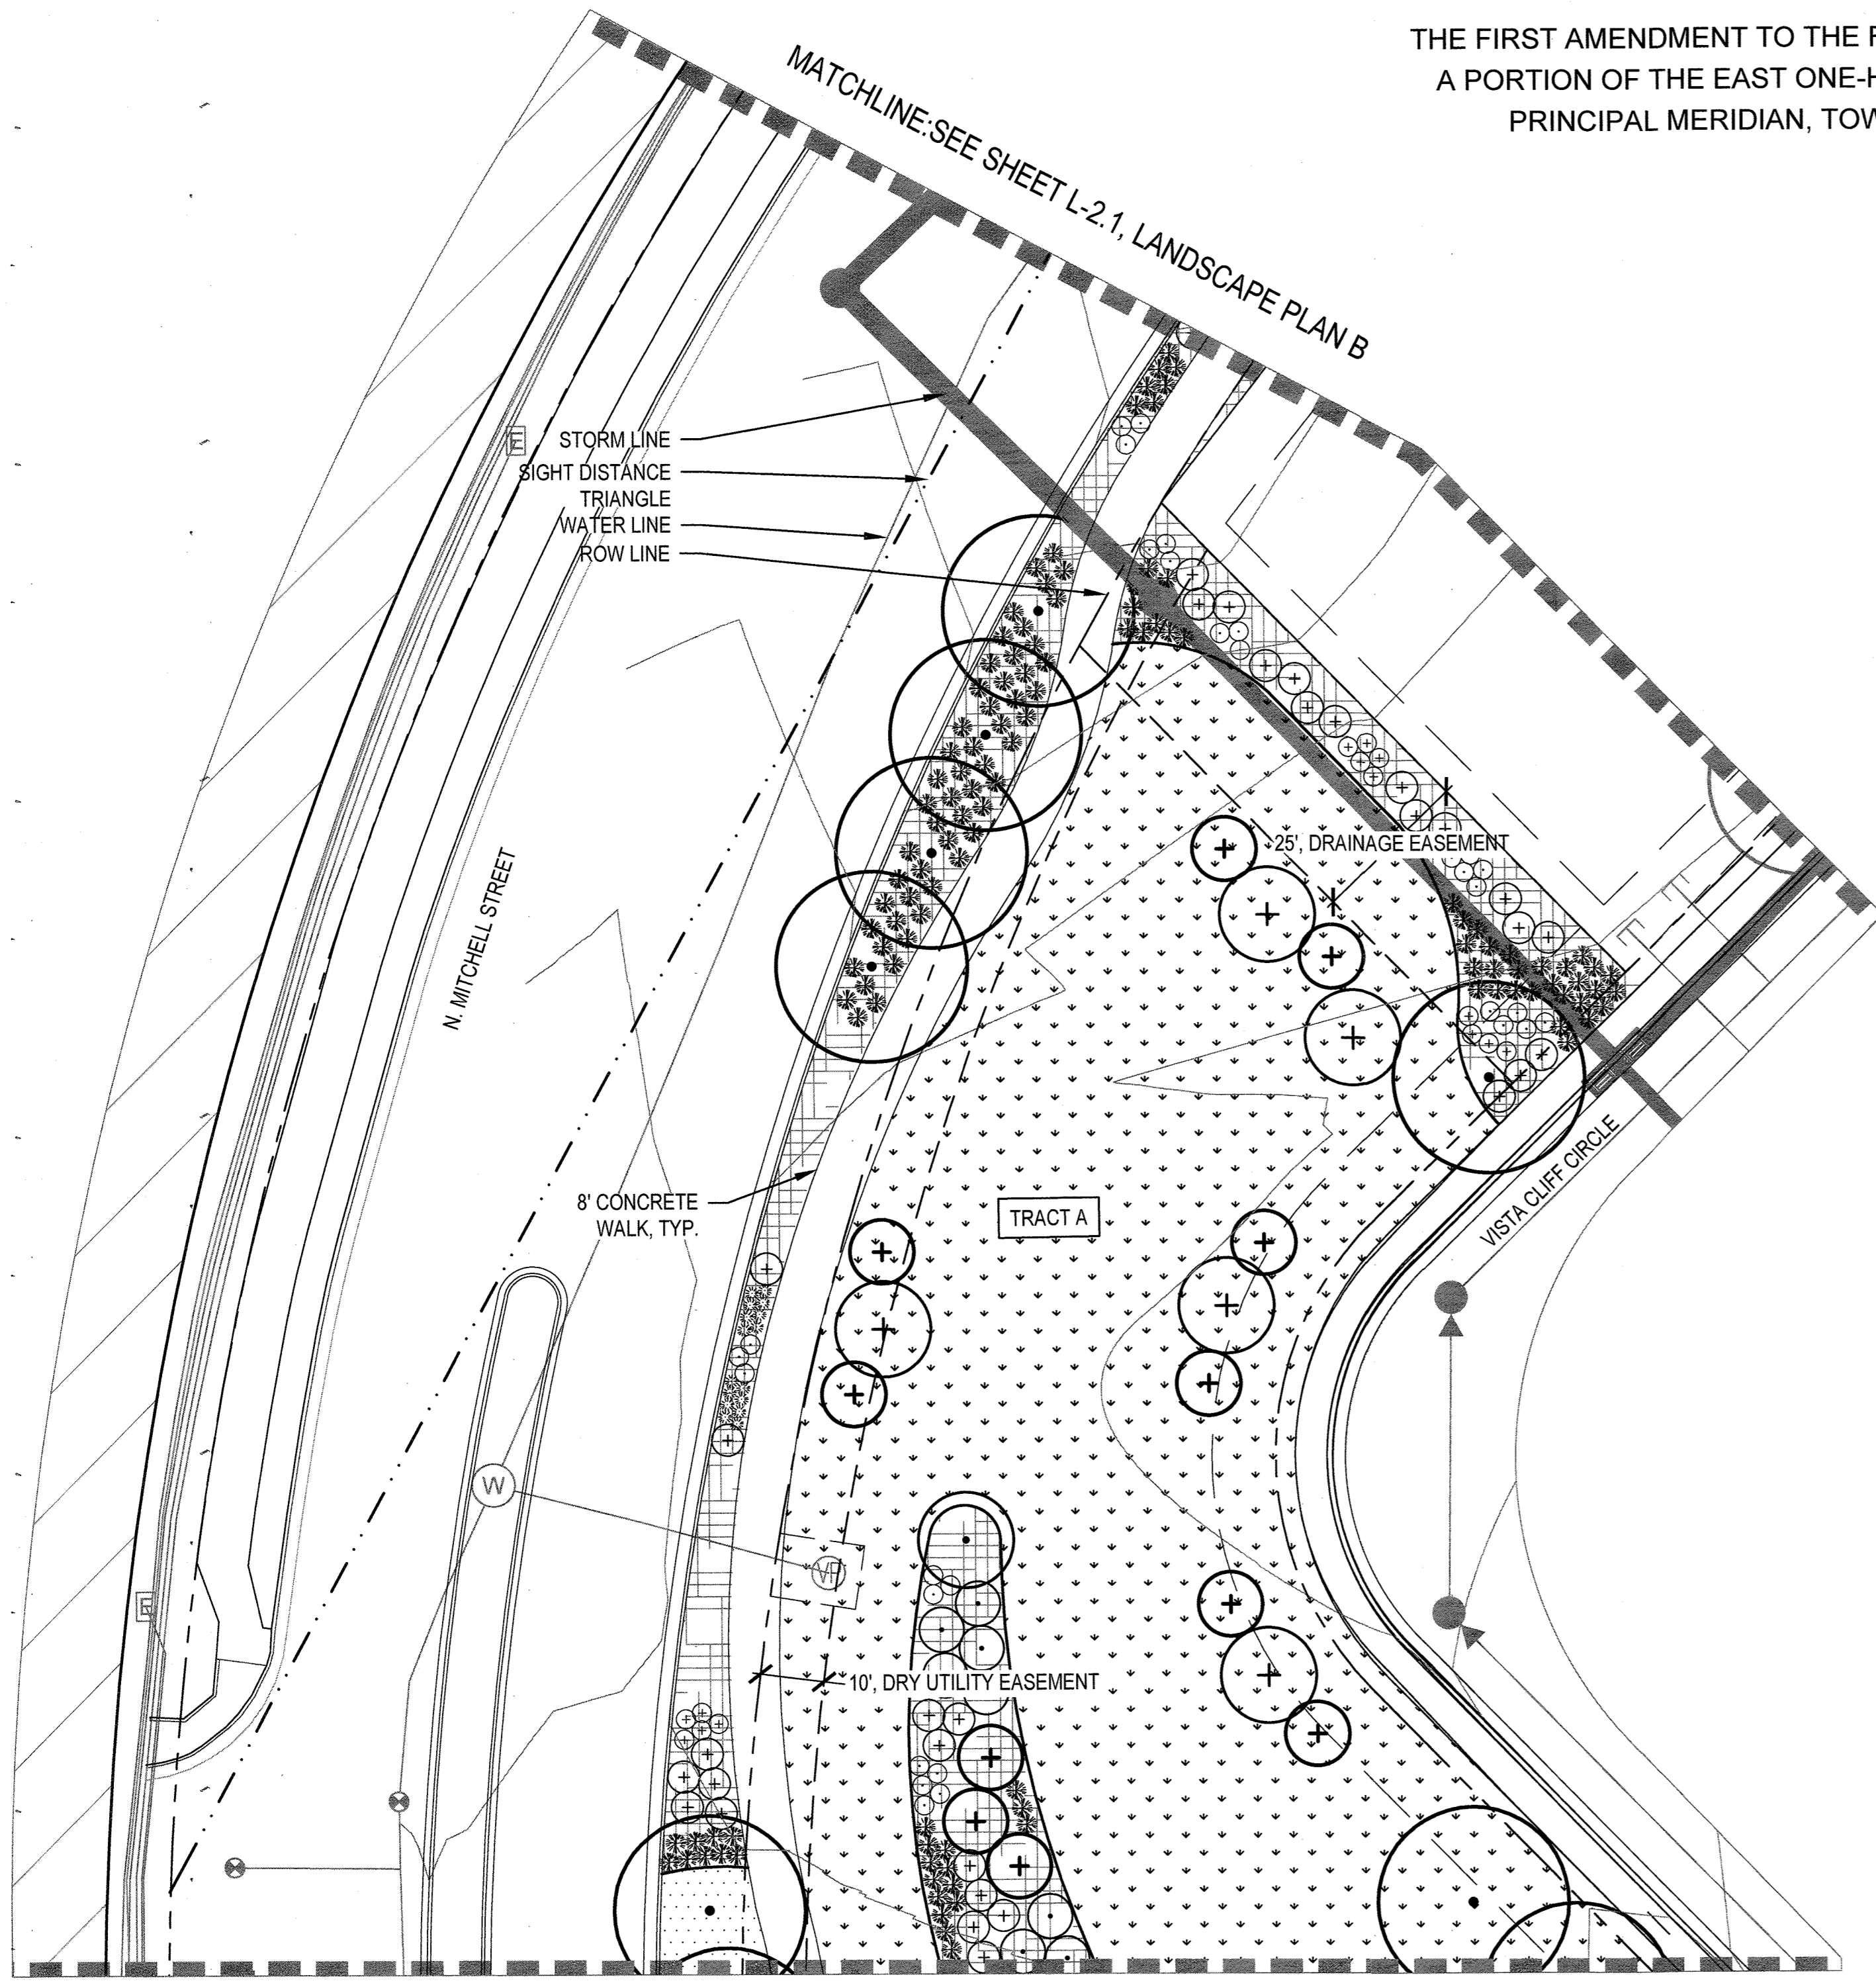 THE FIRST AMENDMENT TO THE
A PORTION OF THE EAST ONE-
PRINCIPAL MERIDIAN,
MATCHLINE:SEE SHEET L-2.1, LANDSCAPE PLAN B
E
STORM LINE
SIGHT DISTANCE
TRIANGLE
WATER LINE
ROW LINE
25', DRAINAGE EASEMENT
N. MITCHELL STREET
8' CONCRETE
WALK, TYP.
TRACT A
VISTA CLIFF CIRCLE
W
VP
E
10', DRY UTILITY EASEMENT